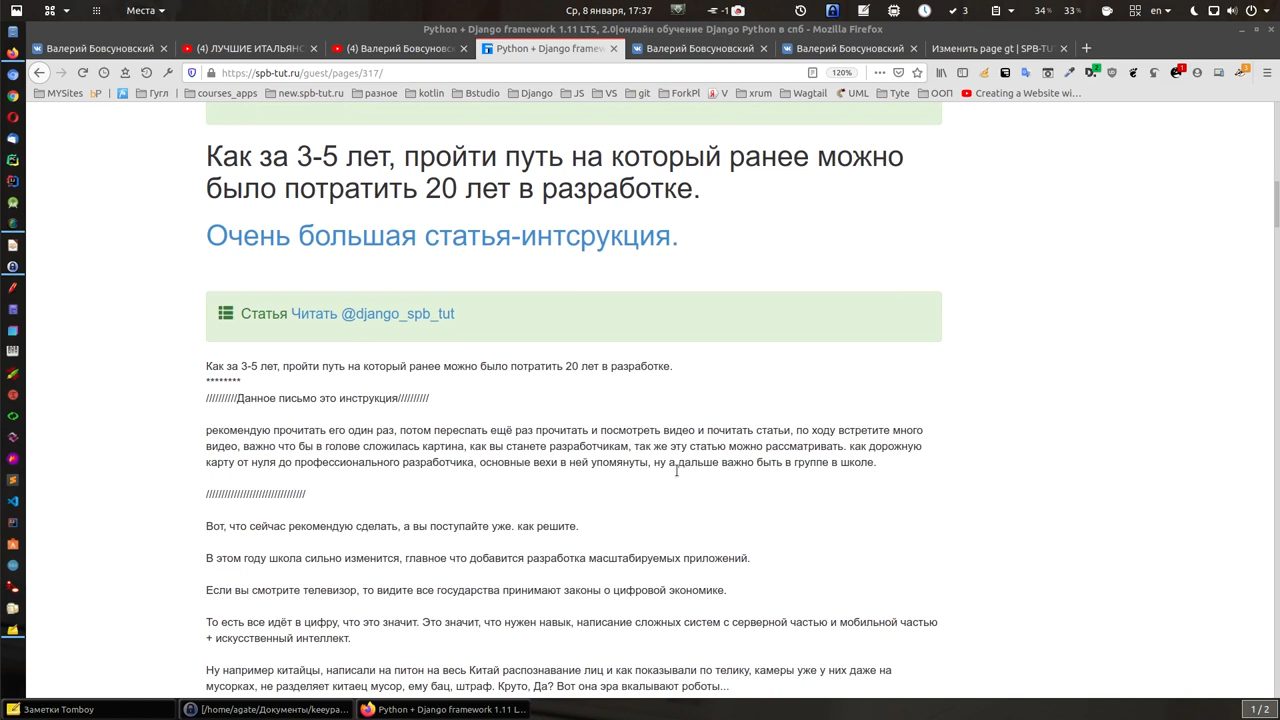 Места
Ср, 8 января|17:37
-1
3
33%
en
Python + Django framework 1.11 LTS, 2.0|онлайн обучение Django Python в спб - Mozilla Firefox
Валерий Бовсуновский
(4) ЛУЧШИЕ ИТАЛЬЯНС
(4) Валерий Бовсуновск
Python + Django framew
Валерий Бовсуновский
Валерий Бовсуновский
Изменить page gt | SPB-TUT
https://spb-tut.ru/guest/pages/317/
120%
MYSites
bP
Гугл
courses_apps
new.spb-tut.ru
разное
kotlin
Bstudio
Django
JS
VS
git
ForkPl
V
xrum
Wagtail
UML
Tyte
ООП
Creating a Website wi…
Как за 3-5 лет, пройти путь на который ранее можно
было потратить 20 лет в разработке.
Очень большая статья-интсрукция.
Статья Читать @django_spb_tut
Как за 3-5 лет, пройти путь на который ранее можно было потратить 20 лет в разработке.
********
//////////Данное письмо это инструкция//////////
рекомендую прочитать его один раз, потом переспать ещё раз прочитать и посмотреть видео и почитать статьи, по ходу встретите много
видео, важно что бы в голове сложилась картина, как вы станете разработчикам, так же эту статью можно рассматривать. как дорожную
карту от нуля до профессионального разработчика, основные вехи в ней упомянуты, ну а дальше важно быть в группе в школе.
////////////////////////////////
Вот, что сейчас рекомендую сделать, а вы поступайте уже. как решите.
В этом году школа сильно изменится, главное что добавится разработка масштабируемых приложений.
Если вы смотрите телевизор, то видите все государства принимают законы о цифровой экономике.
То есть все идёт в цифру, что это значит. Это значит, что нужен навык, написание сложных систем с серверной частью и мобильной частью
+ искусственный интеллект.
Ну например китайцы, написали на питон на весь Китай распознавание лиц и как показывали по телику, камеры уже у них даже на
мусорках, не разделяет китаец мусор, ему бац, штраф. Круто, Да? Вот она эра вкалывают роботы...
Заметки Tomboy
[/home/agate/Документы/keeypa...
Python + Django framework 1.11 L...
1 / 2